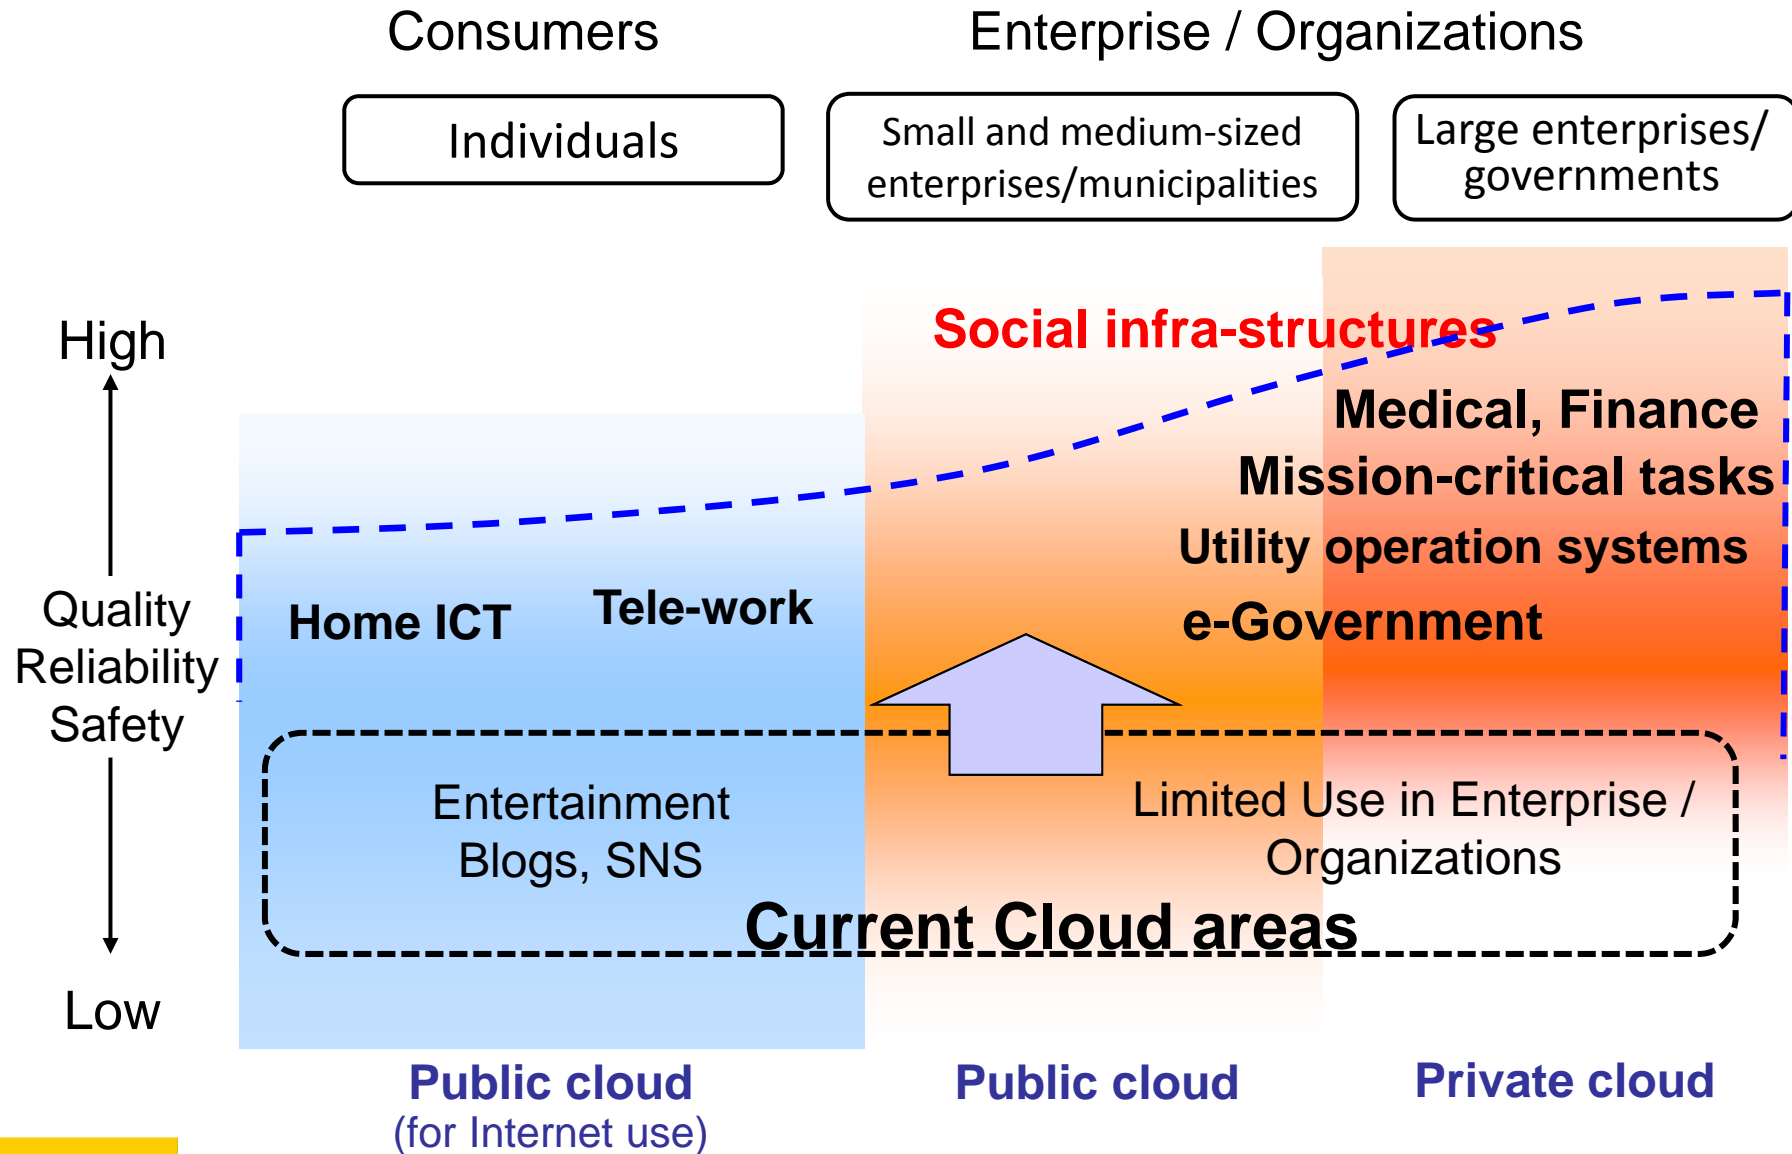 Consumers
Enterprise / Organizations
Individuals
Small and medium-sized
enterprises/municipalities
Large enterprises/
governments
High
Quality
Reliability
Safety
Low
Social infra-structures
Medical, Finance
Mission-critical tasks
Utility operation systems
e-Government
Home ICT
Tele-work
Entertainment
Blogs, SNS
Limited Use in Enterprise /
Organizations
Current Cloud areas
Public cloud
(for Internet use)
Public cloud
Private cloud